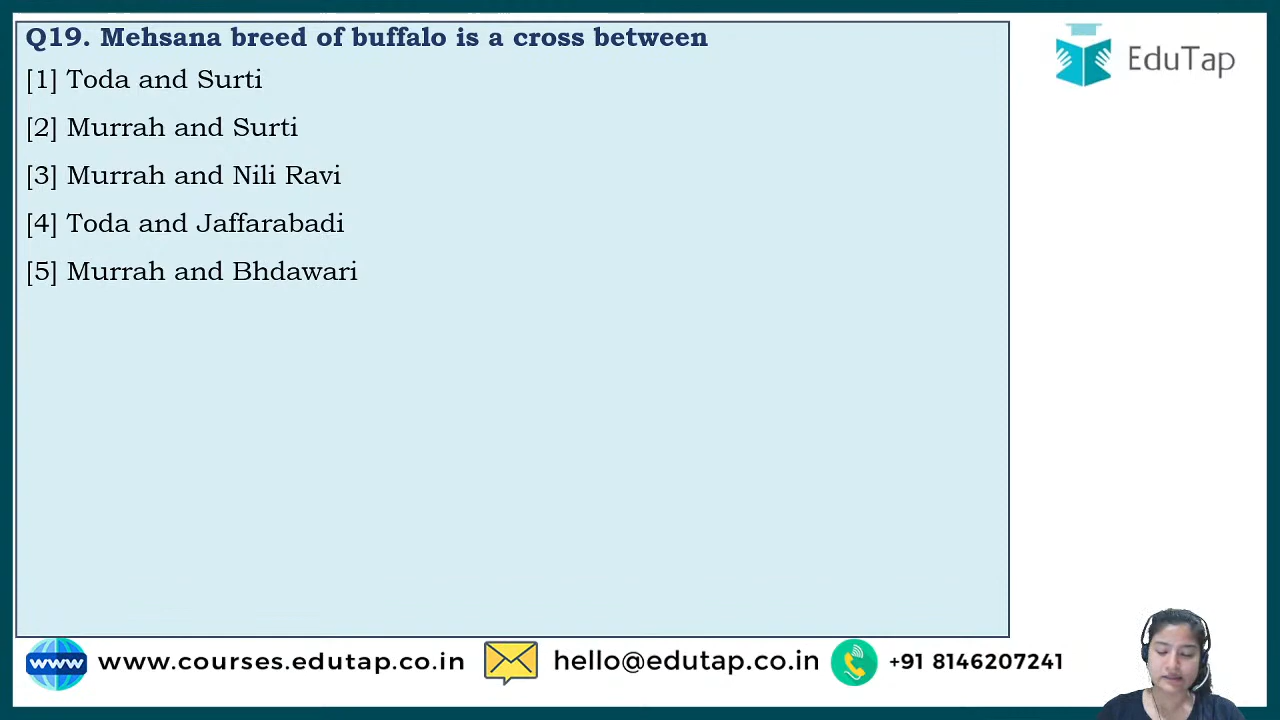 Q19. Mehsana breed of buffalo is a cross between
[1] Toda and Surti
[2] Murrah and Surti
[3] Murrah and Nili Ravi
[4] Toda and Jaffarabadi
[5] Murrah and Bhdawari
EduTap
www www.courses.edutap.co.in hello@edutap.co.in +91 8146207241